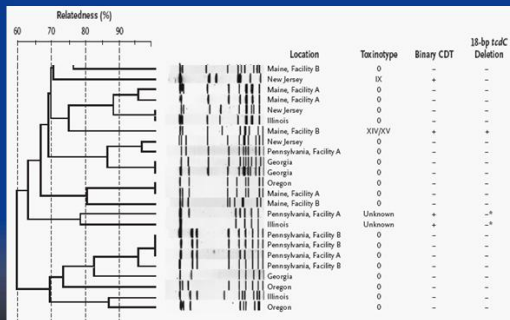 Relatedness (%)
60 70 80 90
18-bp tcdC
Location Toxinotype Binary CDT Deletion
Maine, Facility B 0 – –
New Jersey IX + –
Maine, Facility A 0 – –
Maine, Facility A 0 – –
New Jersey 0 – –
Illinois 0 – –
Maine, Facility B XIV/XV + +
New Jersey 0 – –
Pennsylvania, Facility A 0 – –
Georgia 0 – –
Georgia 0 – –
Oregon 0 – –
Maine, Facility A 0 – –
Maine, Facility B 0 – –
Pennsylvania, Facility A Unknown + –*
Illinois Unknown + –*
Pennsylvania, Facility B 0 – –
Pennsylvania, Facility B 0 – –
Pennsylvania, Facility A 0 – –
Pennsylvania, Facility B 0 – –
Georgia 0 – –
Oregon 0 – –
Illinois 0 – –
Oregon 0 – –